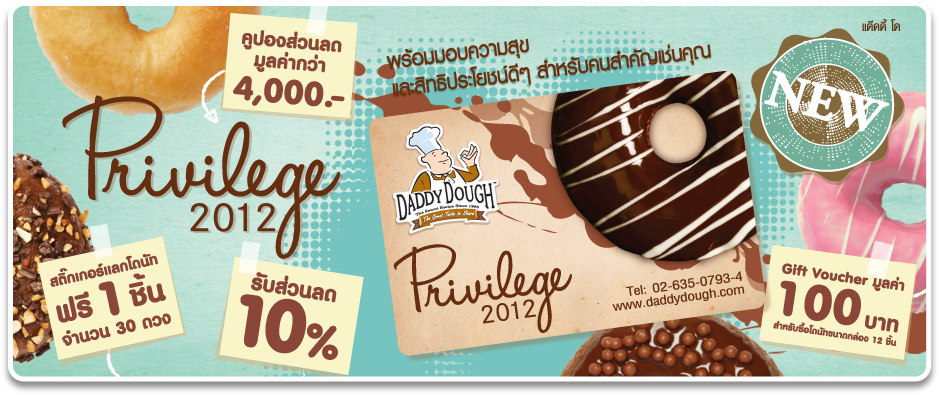 แด๊ดดี้ โด
คูปองส่วนลด
มูลค่ากว่า
4,000.-
พร้อมมอบความสุข
และสิทธิประโยชน์ดีๆ สำหรับคนสำคัญเช่นคุณ
NEW
Privilege
2012
DADDY DOUGH
The Finest Recipe Since 1999
The Great Taste to Share
Privilege
2012
Tel: 02-635-0793-4
www.daddydough.com
สติ๊กเกอร์แลกโดนัท
ฟรี 1 ชิ้น
จำนวน 30 ดวง
รับส่วนลด
10%
Gift Voucher มูลค่า
100 บาท
สำหรับซื้อโดนัทขนาดกล่อง 12 ชิ้น